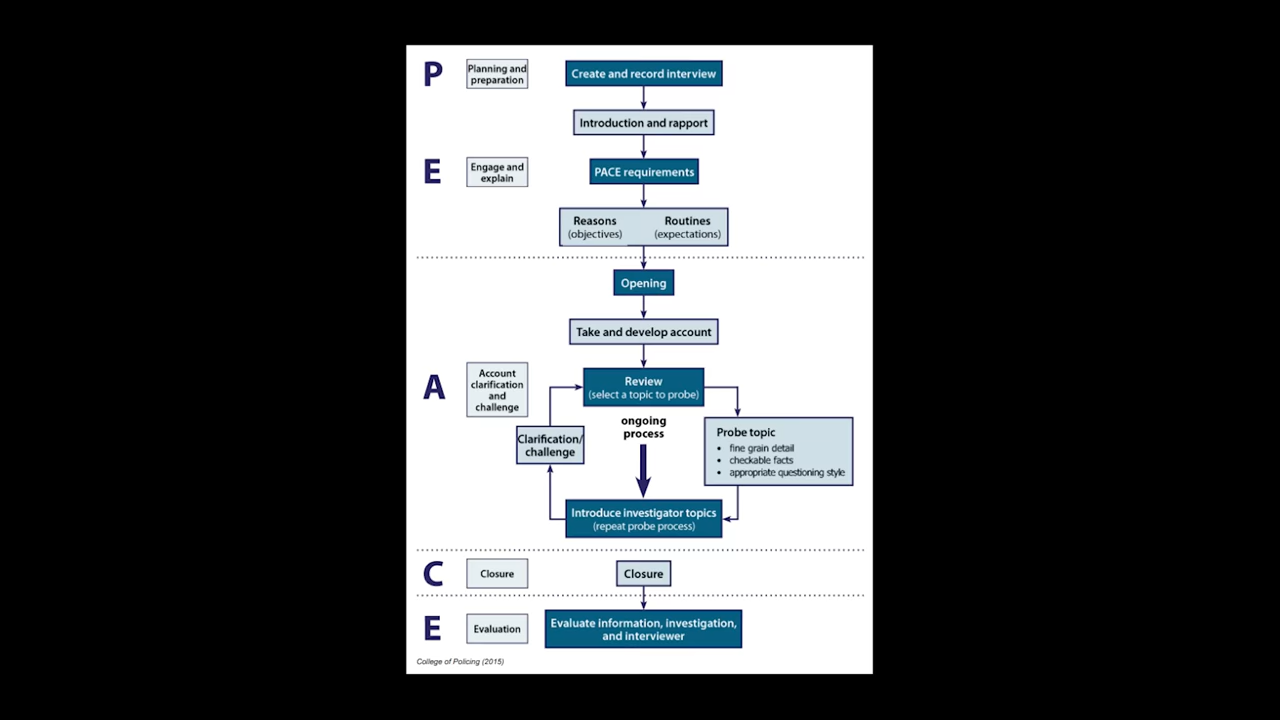 P
Planning and
preparation
Create and record interview
Introduction and rapport
E
Engage and
explain
PACE requirements
Reasons
(objectives)
Routines
(expectations)
Opening
Take and develop account
A
Account
clarification
and
challenge
Review
(select a topic to probe)
ongoing
process
Clarification/
challenge
Probe topic
• fine grain detail
• checkable facts
• appropriate questioning style
Introduce investigator topics
(repeat probe process)
C
Closure
Closure
E
Evaluation
Evaluate information, investigation,
and interviewer
College of Policing (2015)